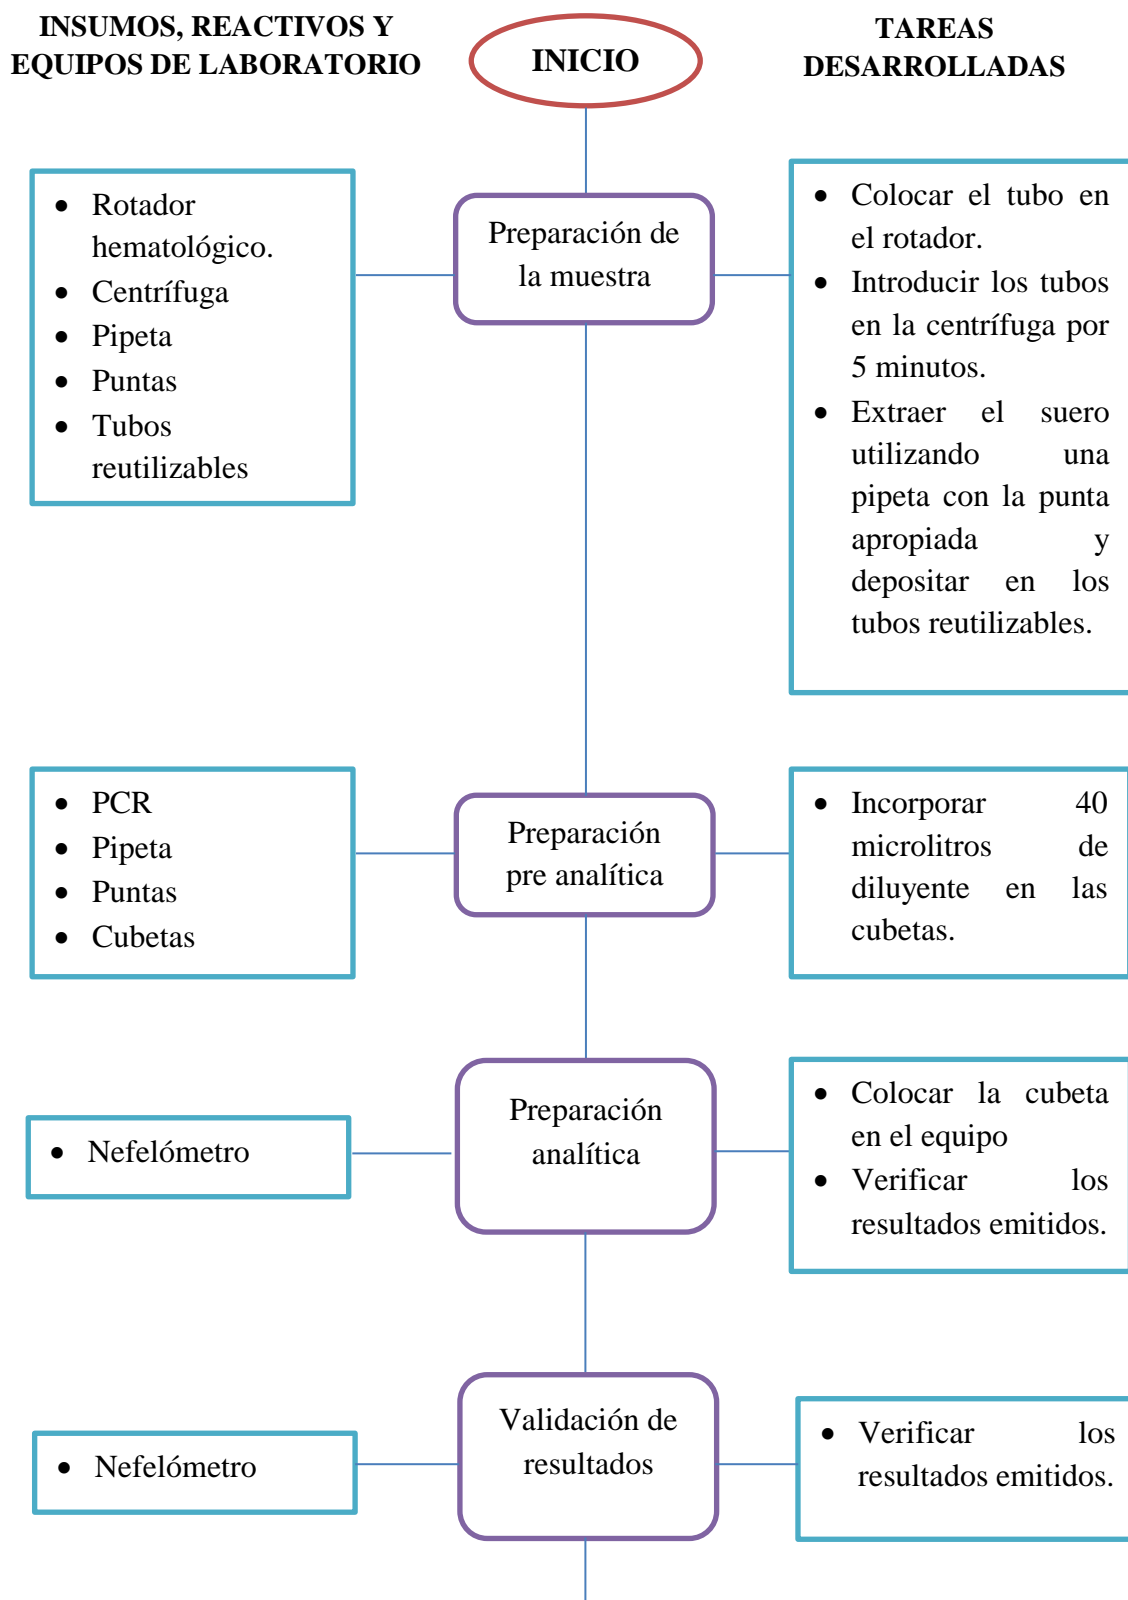 INSUMOS, REACTIVOS Y
EQUIPOS DE LABORATORIO
INICIO
TAREAS
DESARROLLADAS
• Rotador
hematológico.
• Centrífuga
• Pipeta
• Puntas
• Tubos
reutilizables
Preparación de
la muestra
• Colocar el tubo en
el rotador.
• Introducir los tubos
en la centrífuga por
5 minutos.
• Extraer el suero
utilizando una
pipeta con la punta
apropiada y
depositar en los
tubos reutilizables.
• PCR
• Pipeta
• Puntas
• Cubetas
Preparación
pre analítica
• Incorporar 40
microlitros de
diluyente en las
cubetas.
• Nefelómetro
Preparación
analítica
• Colocar la cubeta
en el equipo
• Verificar los
resultados emitidos.
• Nefelómetro
Validación de
resultados
• Verificar los
resultados emitidos.